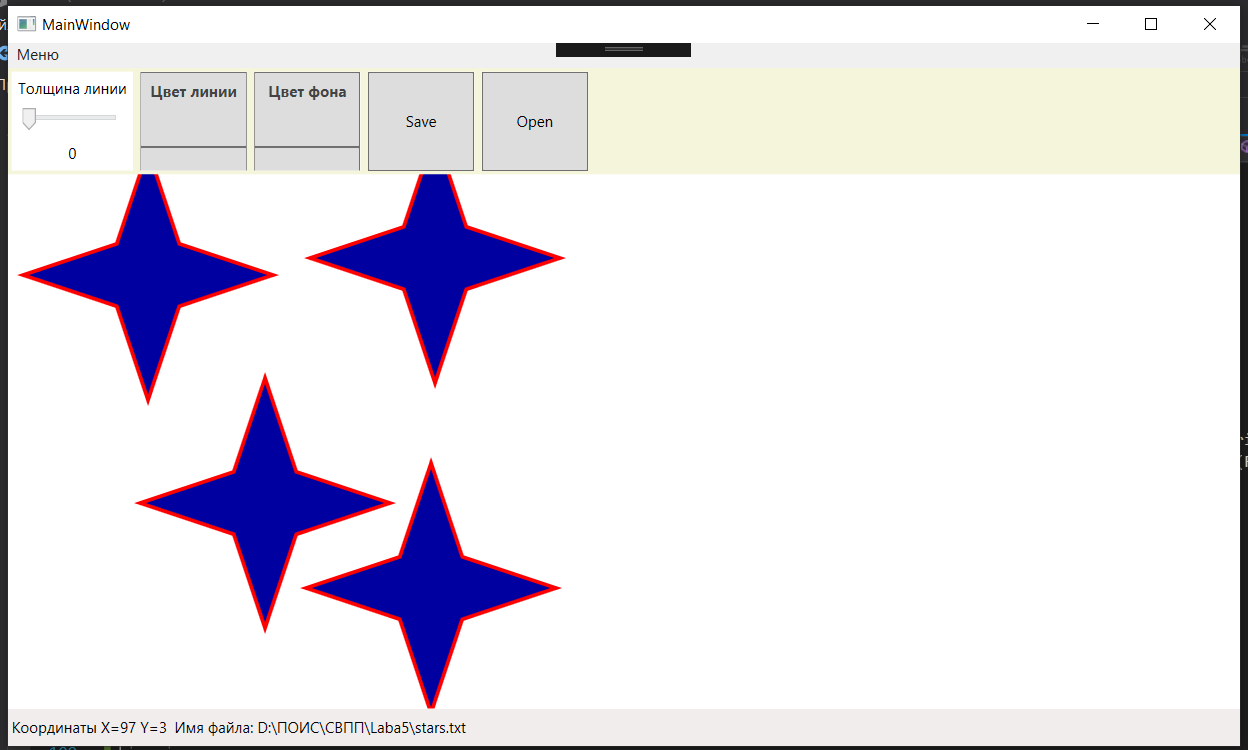 MainWindow
Меню
Толщина линии
Цвет линии
Цвет фона
Save
Open
0
Координаты X=97 Y=3 Имя файла: D:\ПОИС\СВПП\Laba5\stars.txt